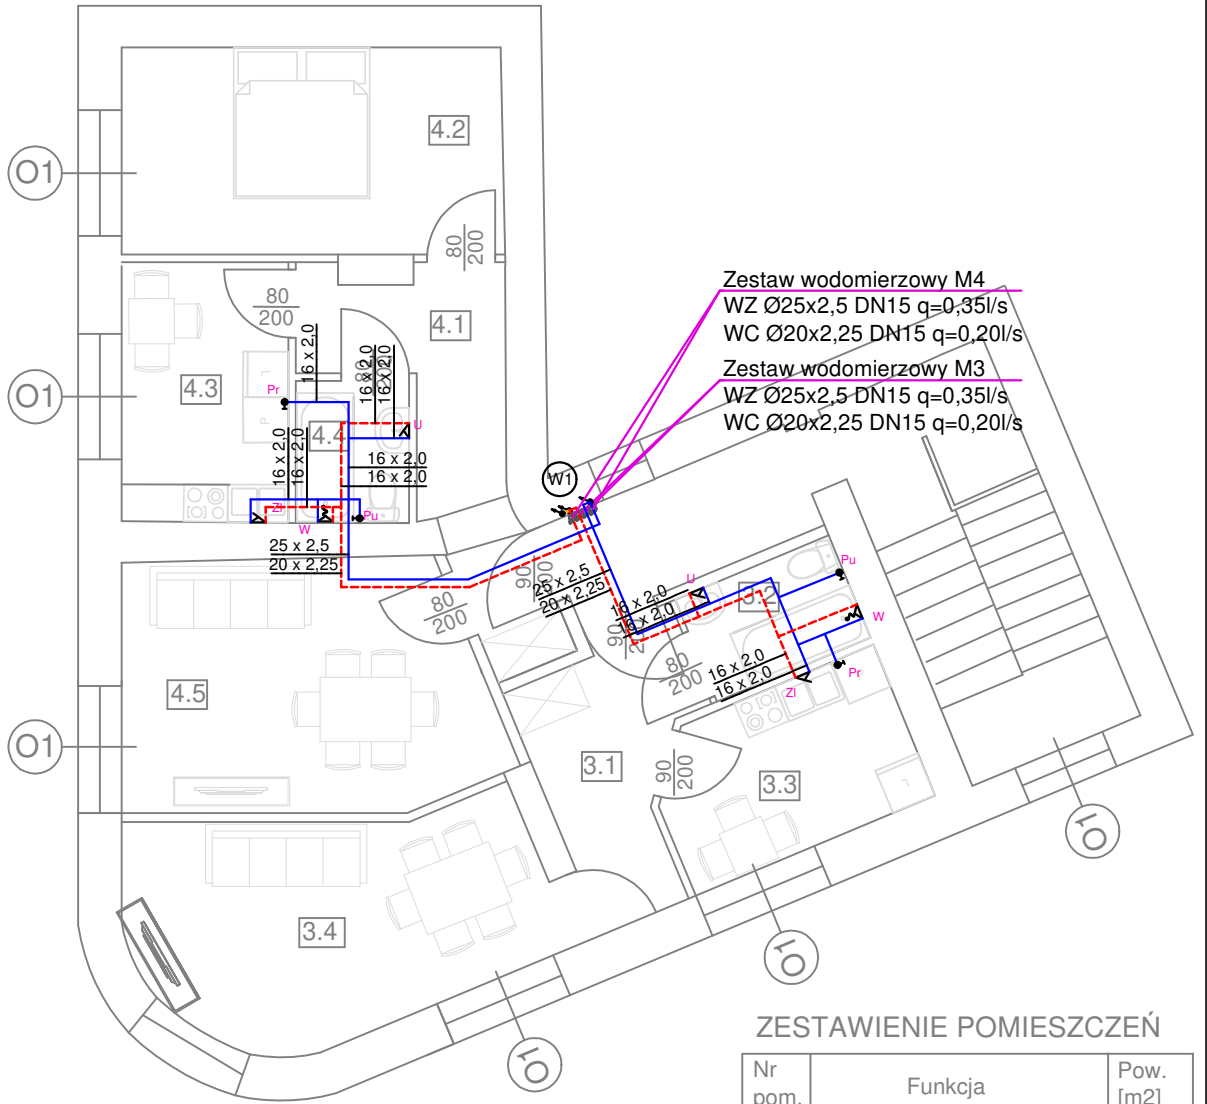 4.2
O1
80
200
Zestaw wodomierzowy M4
WZ Ø25x2,5 DN15 q=0,35l/s
WC Ø20x2,25 DN15 q=0,20l/s
80
200
4.1
16 x 2,0
16 x 2,0
16 x 2,0
Zestaw wodomierzowy M3
WZ Ø25x2,5 DN15 q=0,35l/s
WC Ø20x2,25 DN15 q=0,20l/s
O1
4.3
Pr
U
4.4
16 x 2,0
16 x 2,0
16 x 2,0
16 x 2,0
W1
Zl
W
Pu
25 x 2,5
20 x 2,25
25 x 2,5
20 x 2,25
90
80
200
U
16 x 2,0
16 x 2,0
3.2
Pu
W
90
80
200
16 x 2,0
16 x 2,0
Zl
Pr
4.5
O1
3.1
90
200
3.3
O1
3.4
O1
O1
ZESTAWIENIE POMIESZCZEŃ
Nr
pom.
Funkcja
Pow.
[m2]